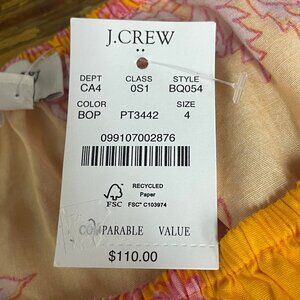 J.CREW
DEPT CLASS STYLE
CA4 0S1 BQ054
COLOR SIZE
BOP PT3442 4
099107002876
RECYCLED
Paper
FSC FSC® C103974
COMPARABLE VALUE
$110.00